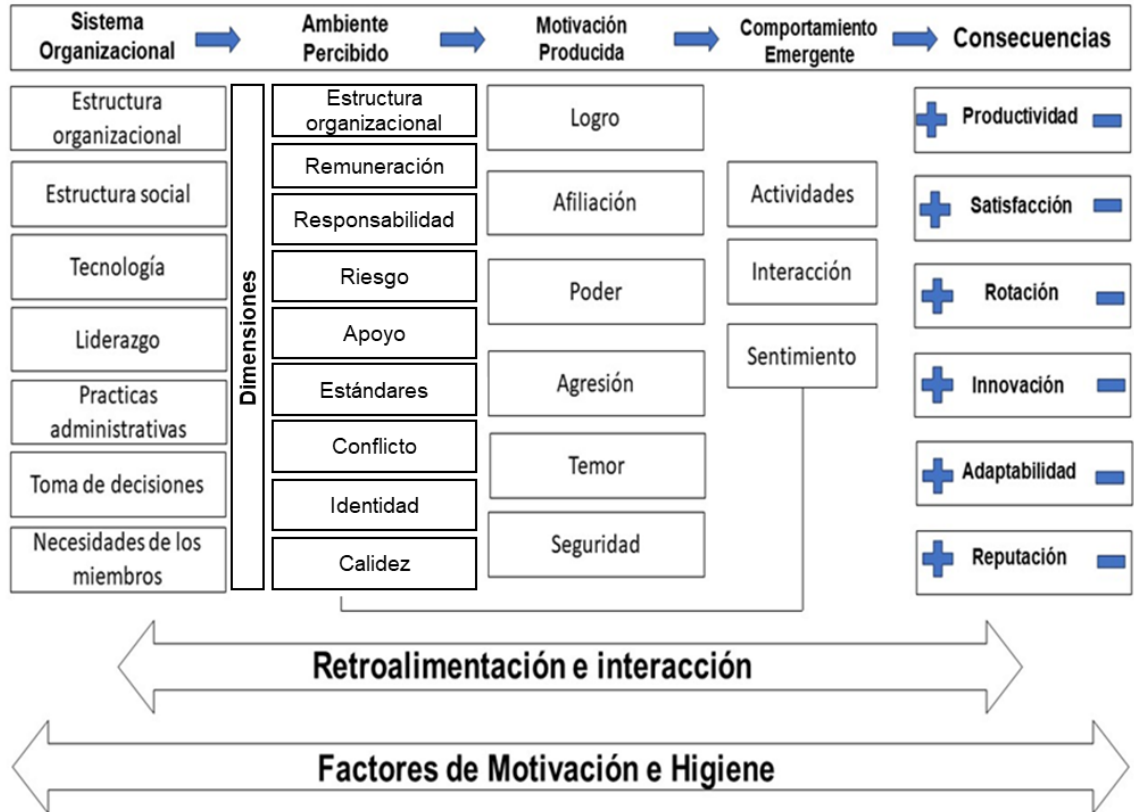 Sistema
Organizacional
Ambiente
Percibido
Motivación
Producida
Comportamiento
Emergente
Consecuencias
Estructura
organizacional
Estructura social
Tecnología
Liderazgo
Practicas
administrativas
Toma de decisiones
Necesidades de los
miembros
Dimensiones
Estructura
organizacional
Remuneración
Responsabilidad
Riesgo
Apoyo
Estándares
Conflicto
Identidad
Calidez
Logro
Afiliación
Poder
Agresión
Temor
Seguridad
Actividades
Interacción
Sentimiento
Productividad
Satisfacción
Rotación
Innovación
Adaptabilidad
Reputación
Retroalimentación e interacción
Factores de Motivación e Higiene